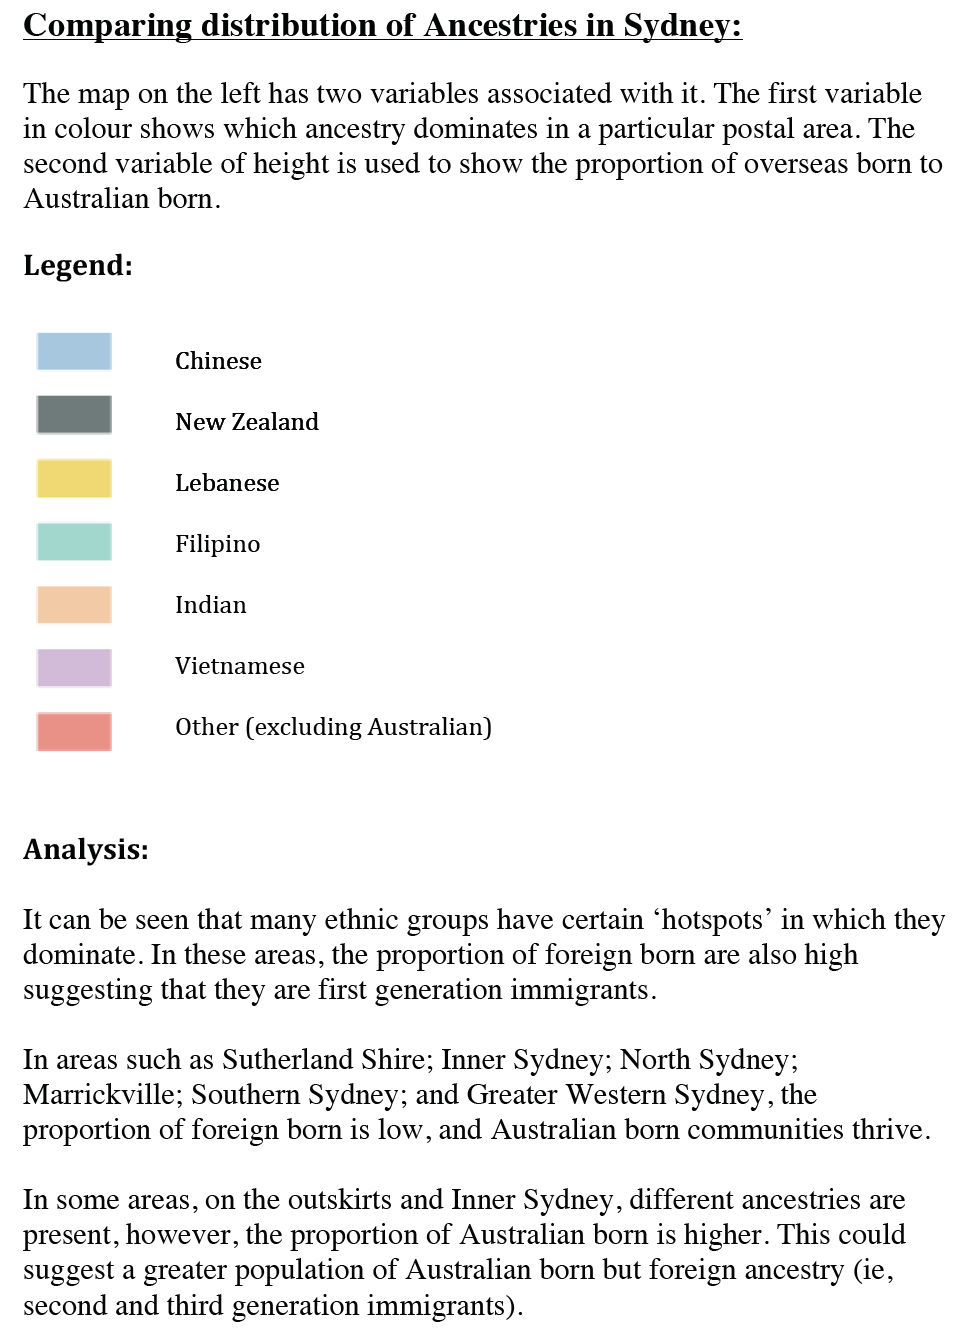 Comparing distribution of Ancestries in Sydney:
The map on the left has two variables associated with it. The first variable
in colour shows which ancestry dominates in a particular postal area. The
second variable of height is used to show the proportion of overseas born to
Australian born.
Legend:
Chinese
New Zealand
Lebanese
Filipino
Indian
Vietnamese
Other (excluding Australian)
Analysis:
It can be seen that many ethnic groups have certain ‘hotspots’ in which they
dominate. In these areas, the proportion of foreign born are also high
suggesting that they are first generation immigrants.
In areas such as Sutherland Shire; Inner Sydney; North Sydney;
Marrickville; Southern Sydney; and Greater Western Sydney, the
proportion of foreign born is low, and Australian born communities thrive.
In some areas, on the outskirts and Inner Sydney, different ancestries are
present, however, the proportion of Australian born is higher. This could
suggest a greater population of Australian born but foreign ancestry (ie,
second and third generation immigrants).